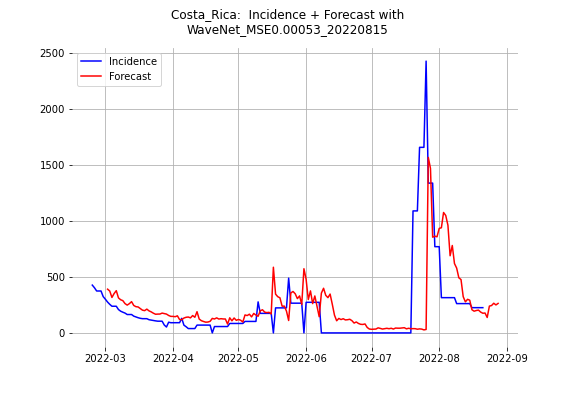 Costa_Rica:  Incidence + Forecast with
WaveNet_MSE0.00053_20220815
Incidence
Forecast
2500
2000
1500
1000
500
0
2022-03 2022-04 2022-05 2022-06 2022-07 2022-08 2022-09